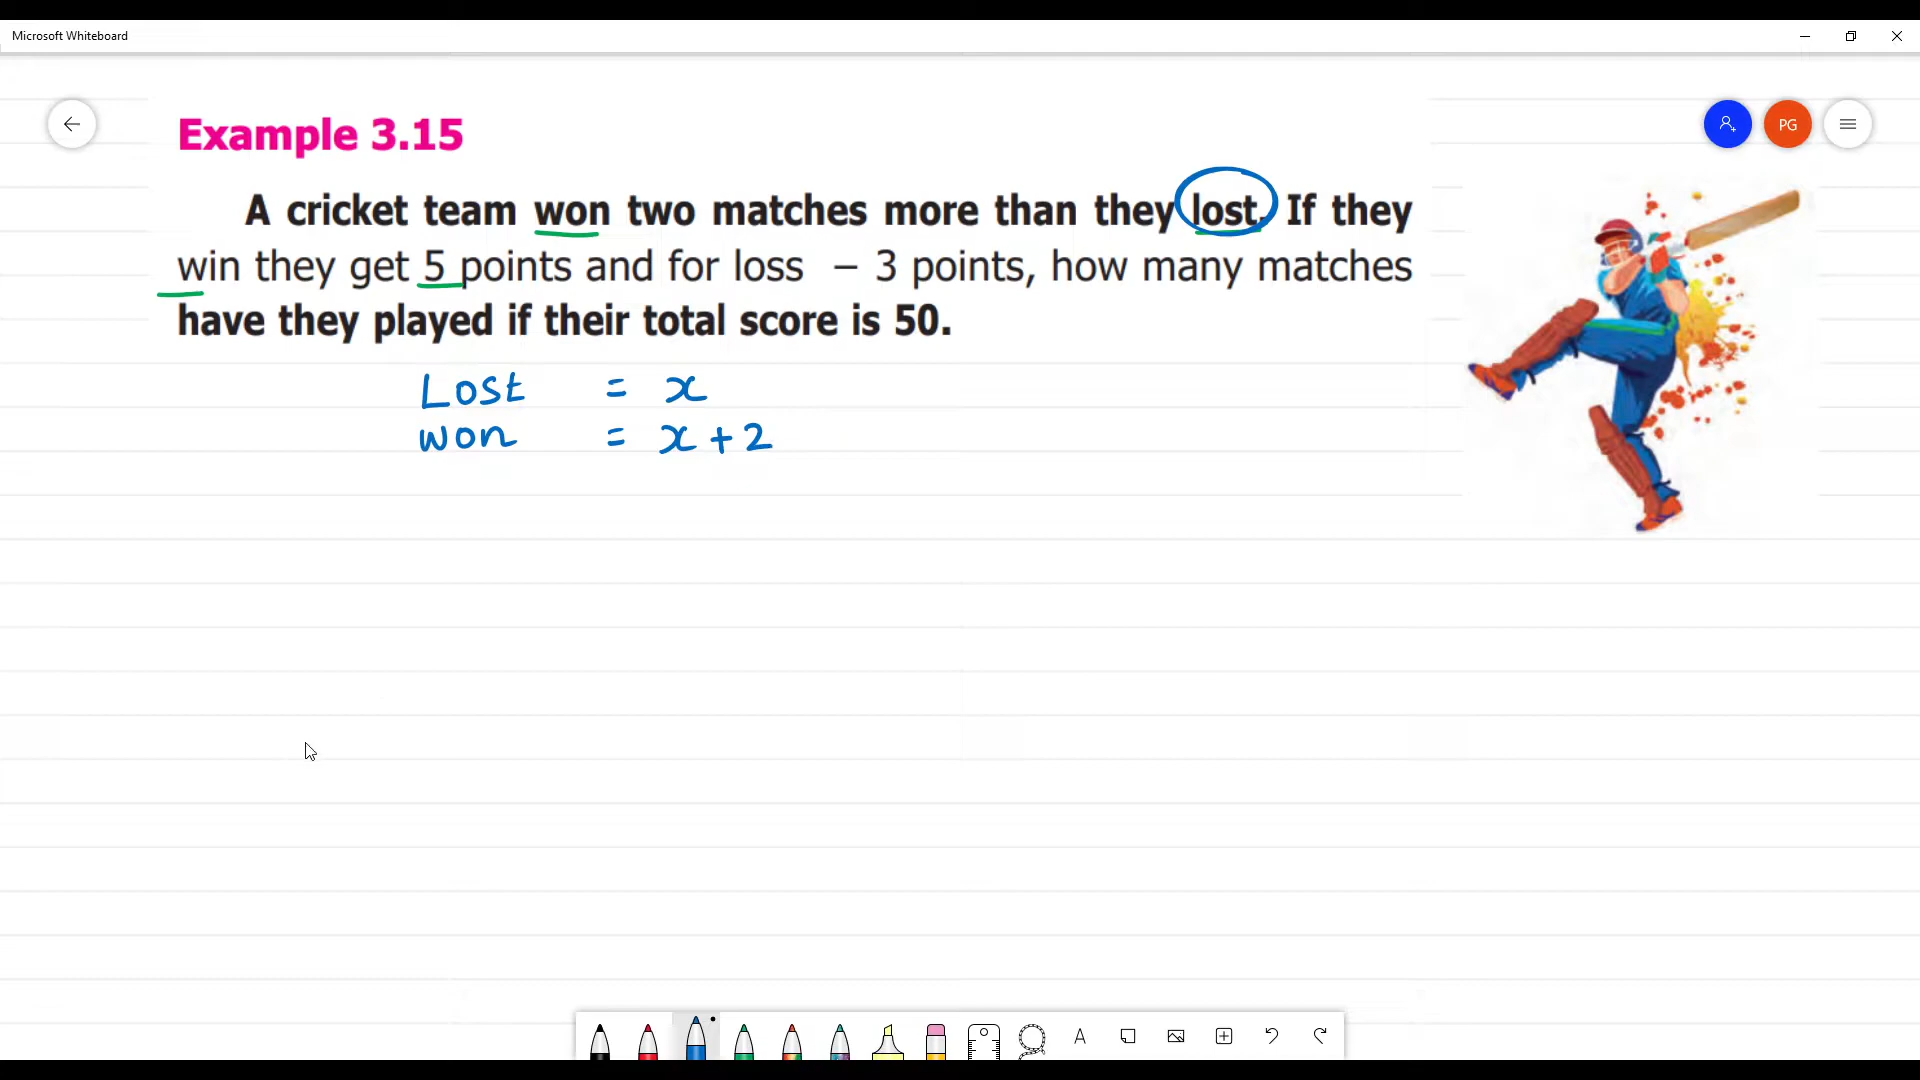 Microsoft Whiteboard
PG
Example 3.15
A cricket team won two matches more than they lost. If they
win they get 5 points and for loss – 3 points, how many matches
have they played if their total score is 50.
Lost = x
won = x + 2
A